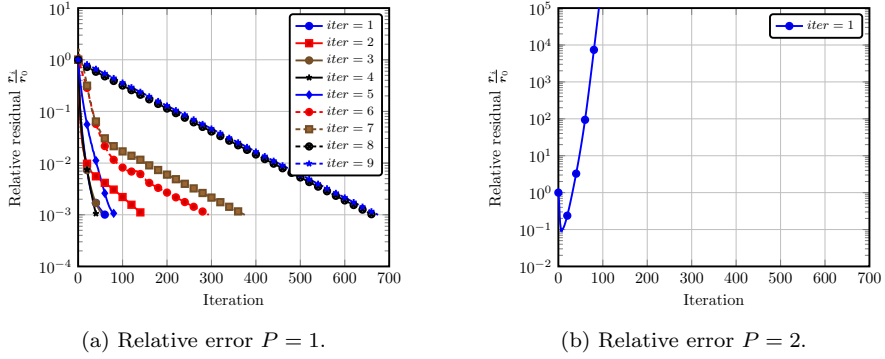 10^1
10^0
10^−1
10^−2
10^−3
10^−4
0 100 200 300 400 500 600 700
Iteration
Relative residual r_i/r_0
iter = 1
iter = 2
iter = 3
iter = 4
iter = 5
iter = 6
iter = 7
iter = 8
iter = 9
(a) Relative error P = 1.
10^5
10^4
10^3
10^2
10^1
10^0
10^−1
10^−2
0 100 200 300 400 500 600 700
Iteration
Relative residual r_i/r_0
iter = 1
(b) Relative error P = 2.